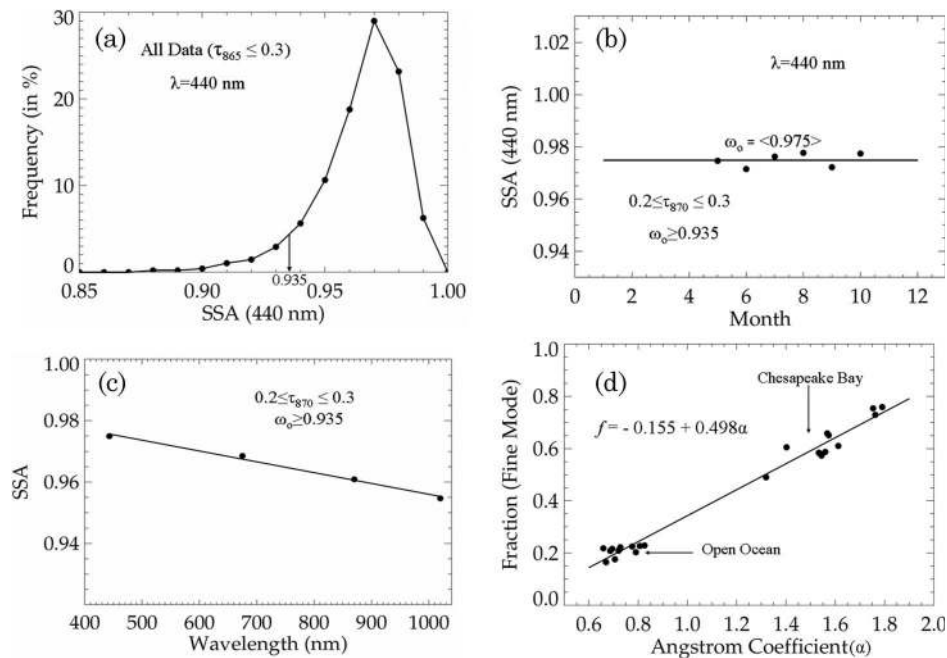 (a)
All Data (τ865 ≤ 0.3)
λ=440 nm
Frequency (in %)
30
20
10
0
0.935
0.85
0.90
0.95
1.00
SSA (440 nm)
(b)
λ=440 nm
ωo = <0.975>
0.2≤τ870 ≤ 0.3
ωo≥0.935
SSA (440 nm)
1.02
1.00
0.98
0.96
0.94
0
2
4
6
8
10
12
Month
(c)
0.2≤τ870 ≤ 0.3
ωo≥0.935
SSA
1.00
0.98
0.96
0.94
400
500
600
700
800
900
1000
Wavelength (nm)
(d)
Chesapeake Bay
f = - 0.155 + 0.498α
Open Ocean
Fraction (Fine Mode)
1.0
0.8
0.6
0.4
0.2
0.0
0.6
0.8
1.0
1.2
1.4
1.6
1.8
2.0
Angstrom Coefficient(α)